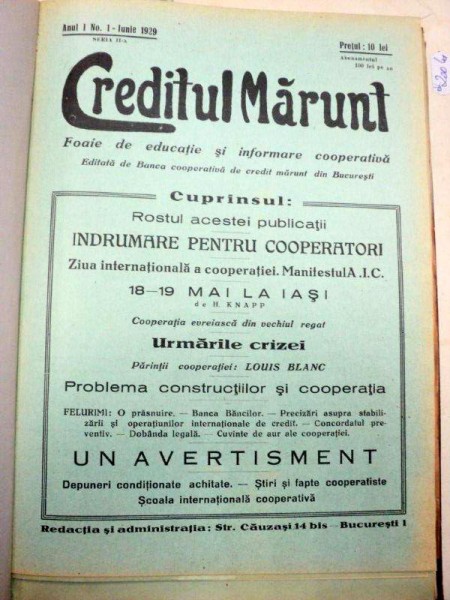 Anul I No. 1 - Iunie 1929
SERIA II-a
Prețul: 10 lei
Abonamentul
100 lei pe an
Creditul Mărunt
Foaie de educație și informare cooperativă
Editată de Banca cooperativă de credit mărunt din București
Cuprinsul:
Rostul acestei publicații
INDRUMARE PENTRU COOPERATORI
Ziua internațională a cooperației. Manifestul A.I.C.
18—19 MAI LA IAȘI
de H. KNAPP
Cooperația evreiască din vechiul regat
Urmările crizei
Părinții cooperației: LOUIS BLANC
Problema construcțiilor și cooperația
FELURIMI: O prăsnuire. — Banca Băncilor. — Precizări asupra stabili-
zării și operațiunilor internaționale de credit. — Concordatul pre-
ventiv. — Dobânda legală. — Cuvinte de aur ale cooperației.
UN AVERTISMENT
Depuneri condiționate achitate. — Știri și fapte cooperatiste
Școala internațională cooperativă
Redacția și administrația: Str. Căuzași 14 bis — București 1